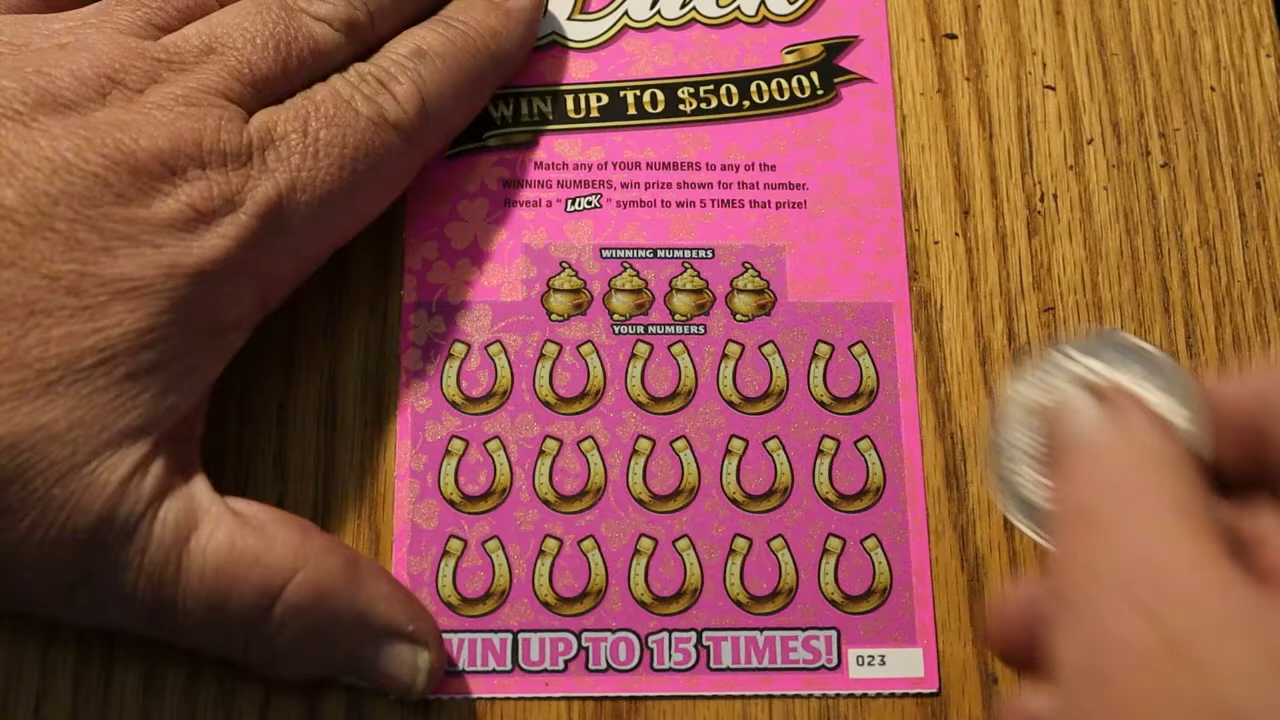 Luck
WIN UP TO $50,000!
Match any of YOUR NUMBERS to any of the
WINNING NUMBERS, win prize shown for that number.
Reveal a “ LUCK ” symbol to win 5 TIMES that prize!
WINNING NUMBERS
YOUR NUMBERS
WIN UP TO 15 TIMES!
023